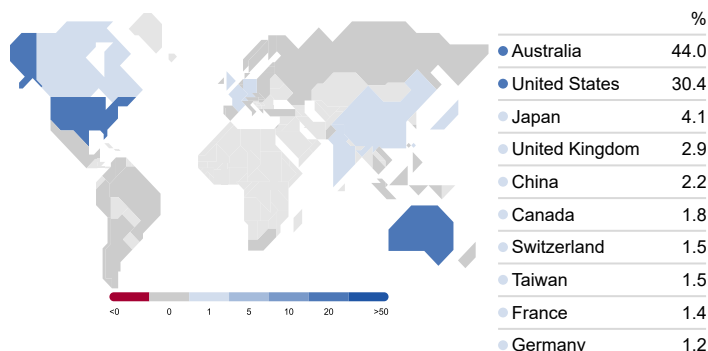 %
Australia 44.0
United States 30.4
Japan 4.1
United Kingdom 2.9
China 2.2
Canada 1.8
Switzerland 1.5
Taiwan 1.5
France 1.4
Germany 1.2
<0 0 1 5 10 20 >50